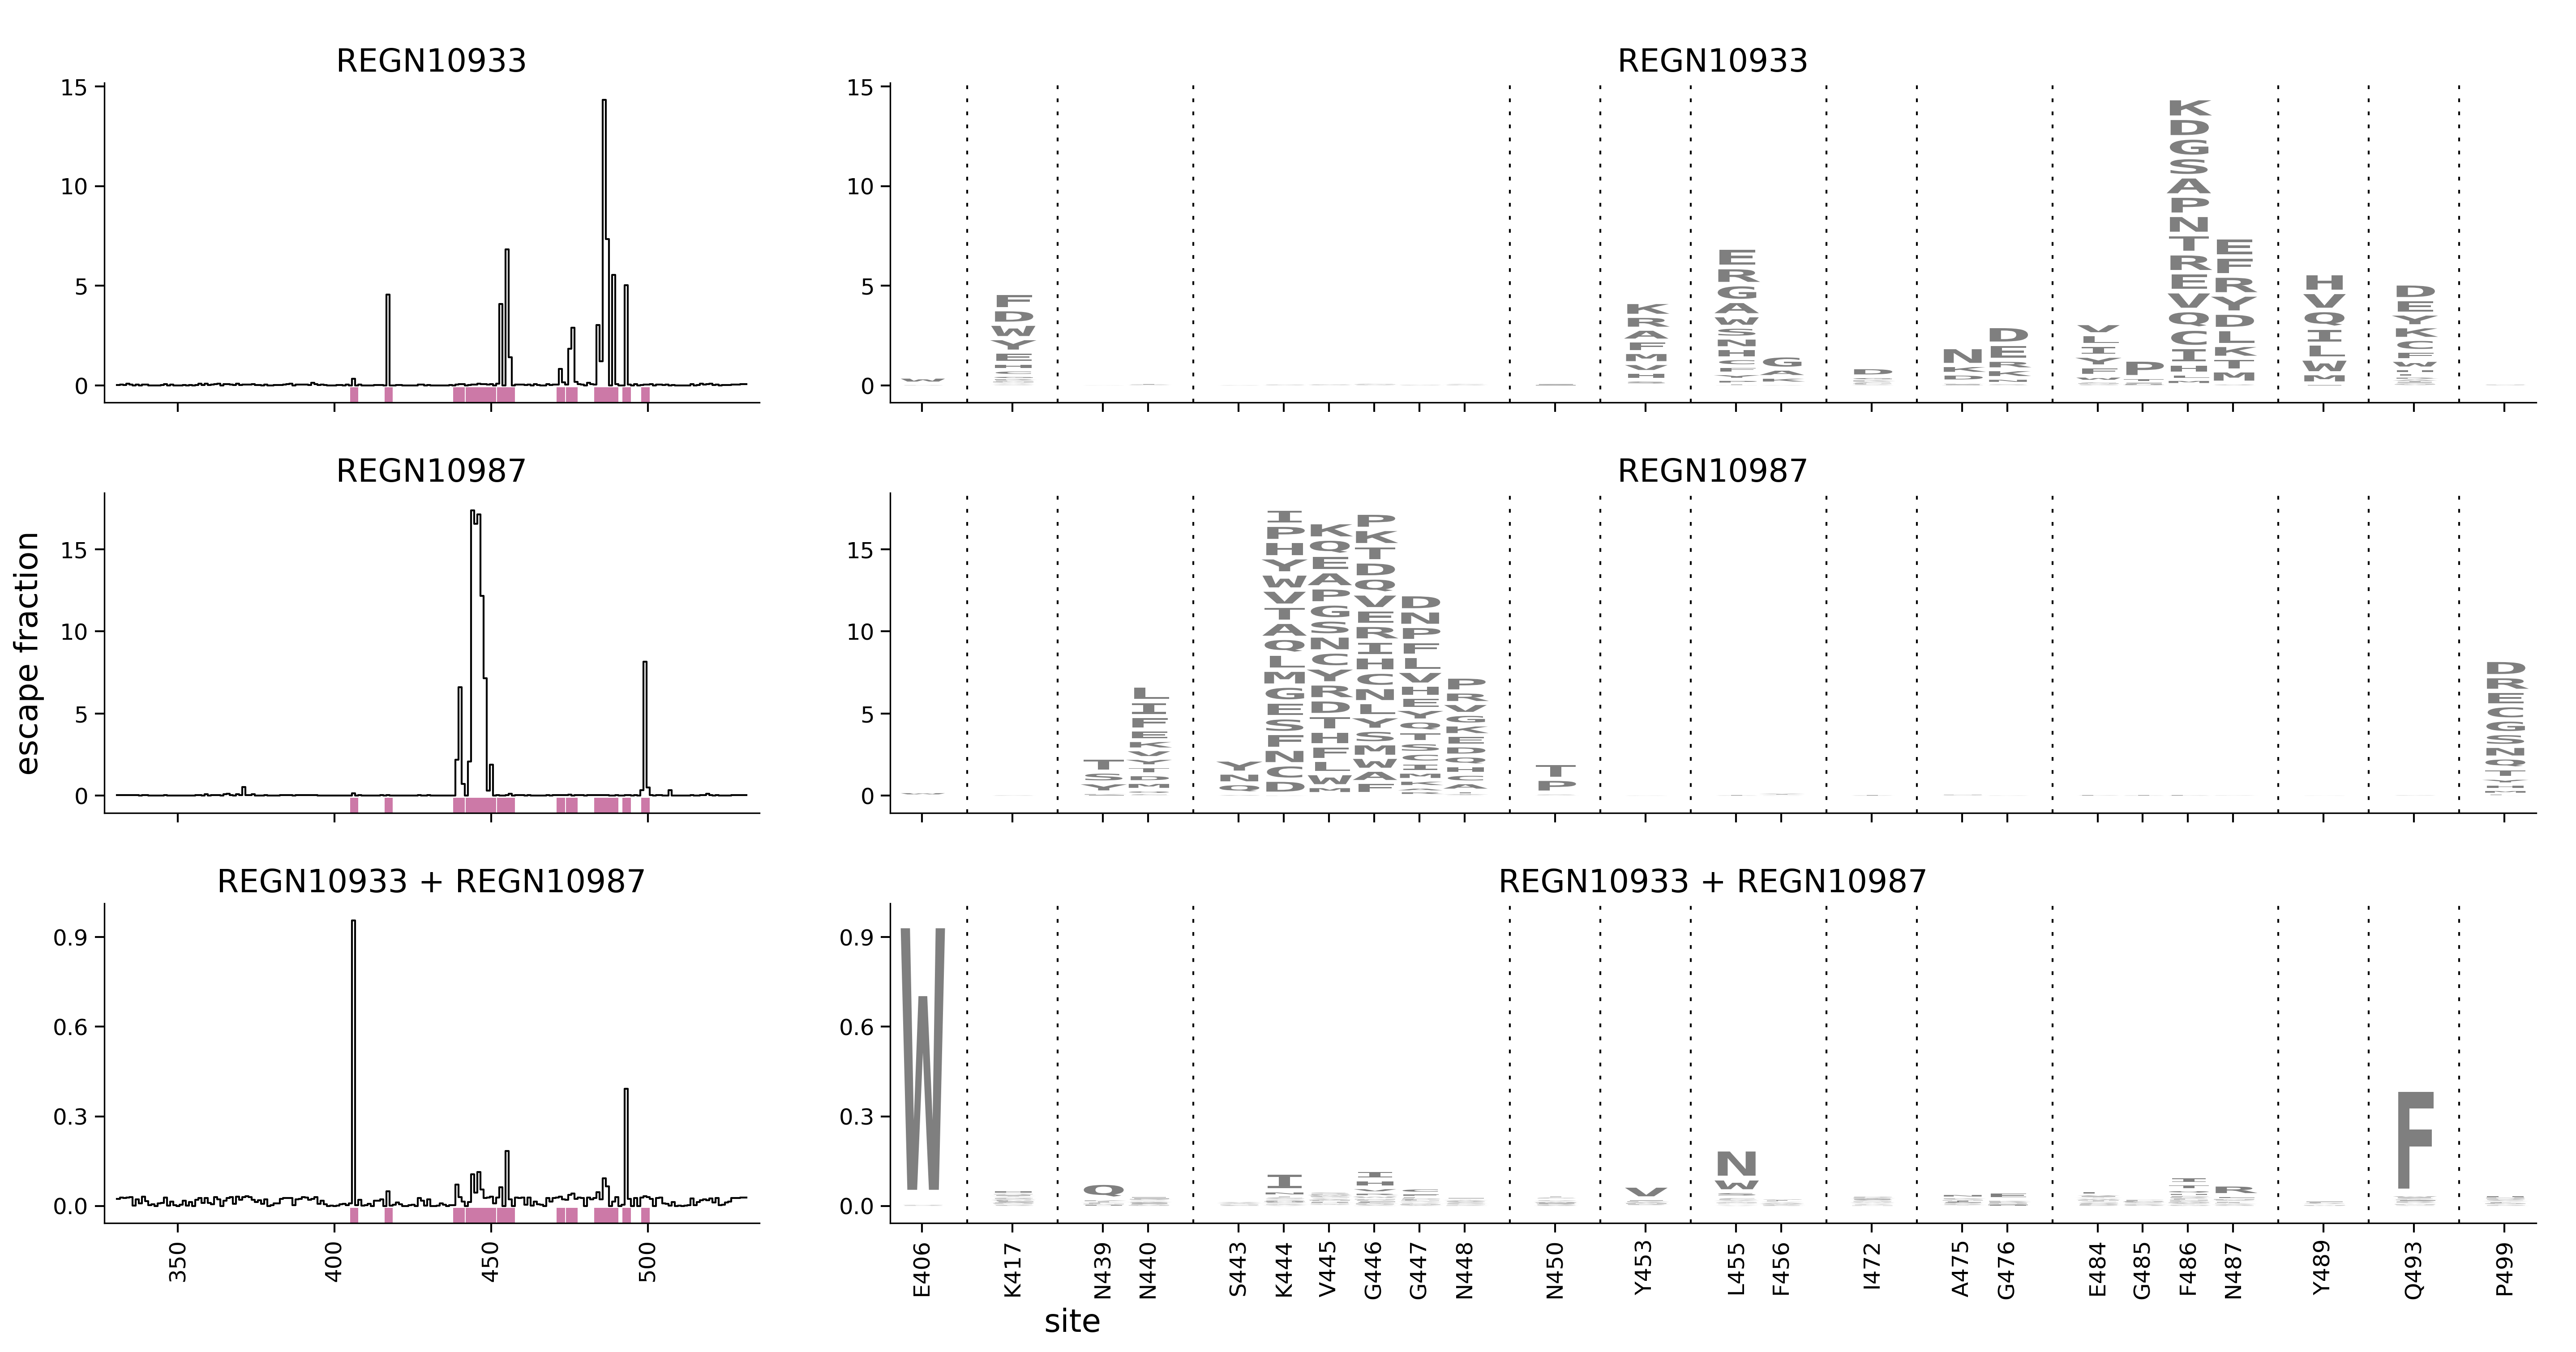 REGN10933
REGN10933
15
10
5
0
15
10
5
0
W
F D W Y E
K R A F M V H
E R G A W S N H
G A K
D
N K D
D E R K N
V L I Y F W
P
K D G S A P N T R E V Q C I H L
E F R Y D L K T M
H V Q I L W M
D E Y K C F W
REGN10987
REGN10987
escape fraction
15
10
5
0
15
10
5
0
T S Y
L I F E K V Y T D M
Y N Q
I P H Y W V T A Q L M G E S F N C D
K Q E A P G S N C Y R D T H F L W M
P K T D Q V E R I H C N L Y S M W A F
D N P F L V H E Y Q T S C I M K
P R V G K E D Q H C A
T P
D R E C G S N Q T Y H M
REGN10933 + REGN10987
REGN10933 + REGN10987
0.9
0.6
0.3
0.0
0.9
0.6
0.3
0.0
W
Q
I
I H
V
N W
R
F
350
400
450
500
E406
K417
N439
N440
S443
K444
V445
G446
G447
N448
N450
Y453
L455
F456
I472
A475
G476
E484
G485
F486
N487
Y489
Q493
P499
site